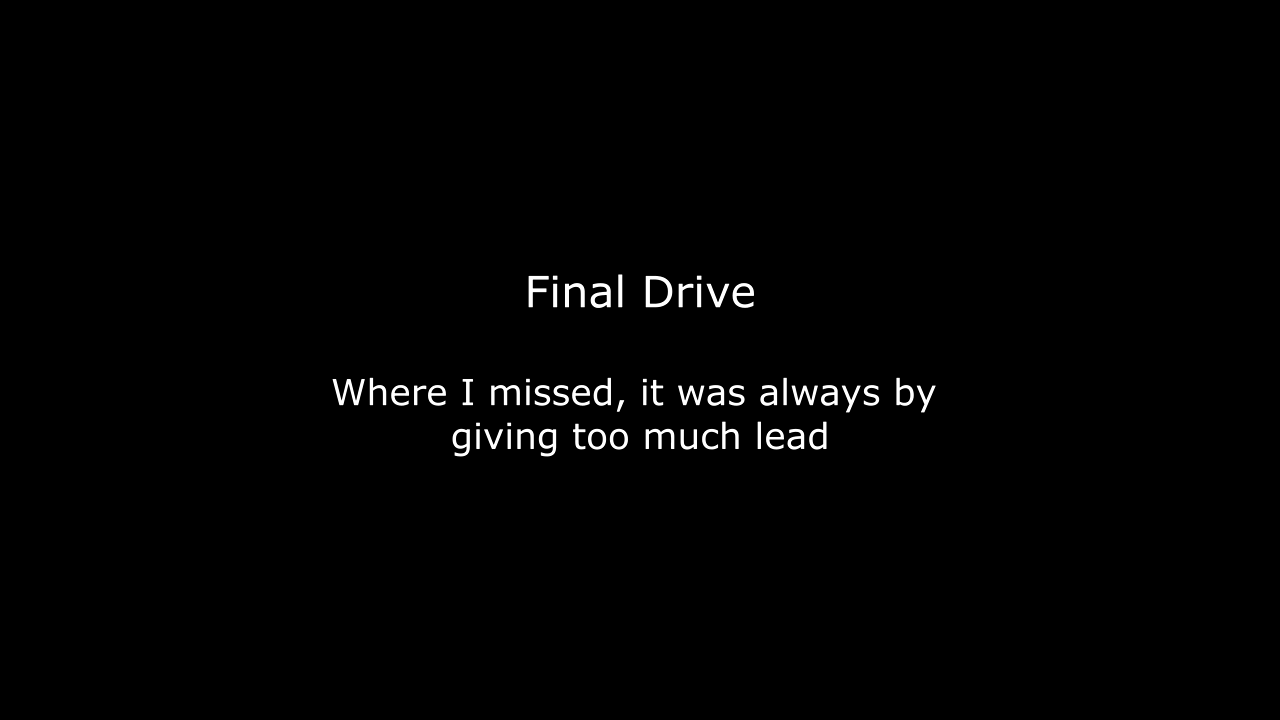 Final Drive
Where I missed, it was always by
giving too much lead